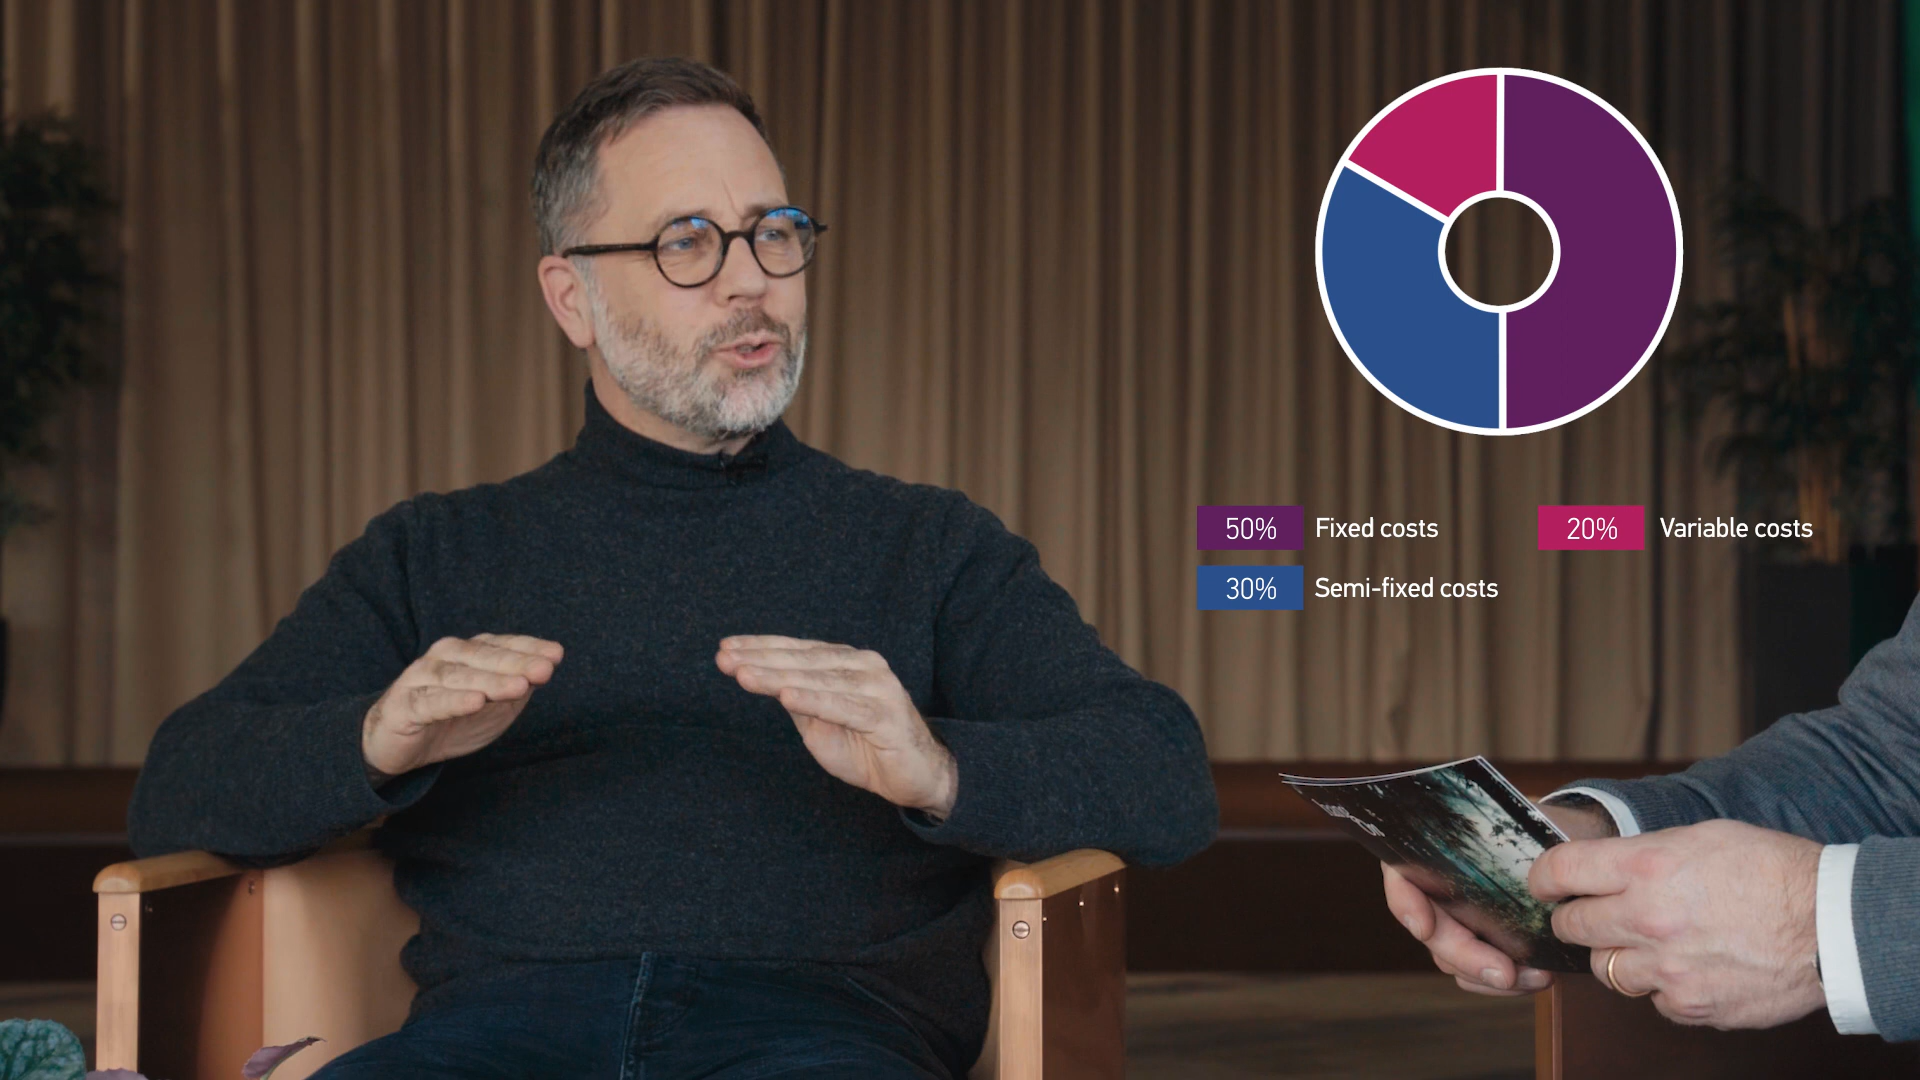 50% Fixed costs
20% Variable costs
30% Semi-fixed costs